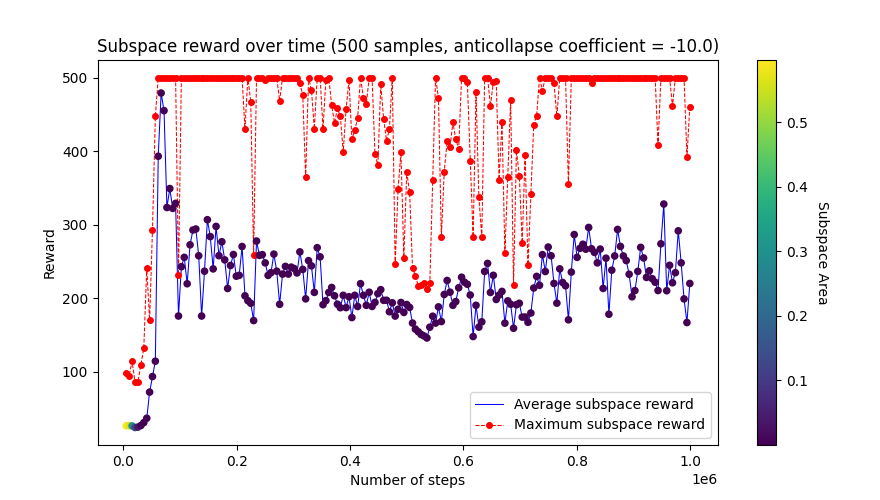 Subspace reward over time (500 samples, anticollapse coefficient = -10.0)
500
400
300
200
100
Reward
0.0
0.2
0.4
0.6
0.8
1.0
1e6
Number of steps
Average subspace reward
Maximum subspace reward
0.5
0.4
0.3
0.2
0.1
Subspace Area